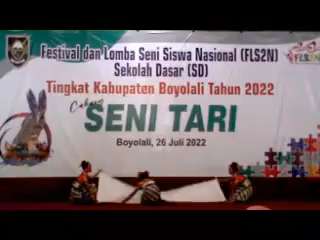 Festival dan Lomba Seni Siswa Nasional (FLS2N)
Sekolah Dasar (SD)
Tingkat Kabupaten Boyolali Tahun 2022
Cabang
SENI TARI
Boyolali, 26 Juli 2022
FLS2N